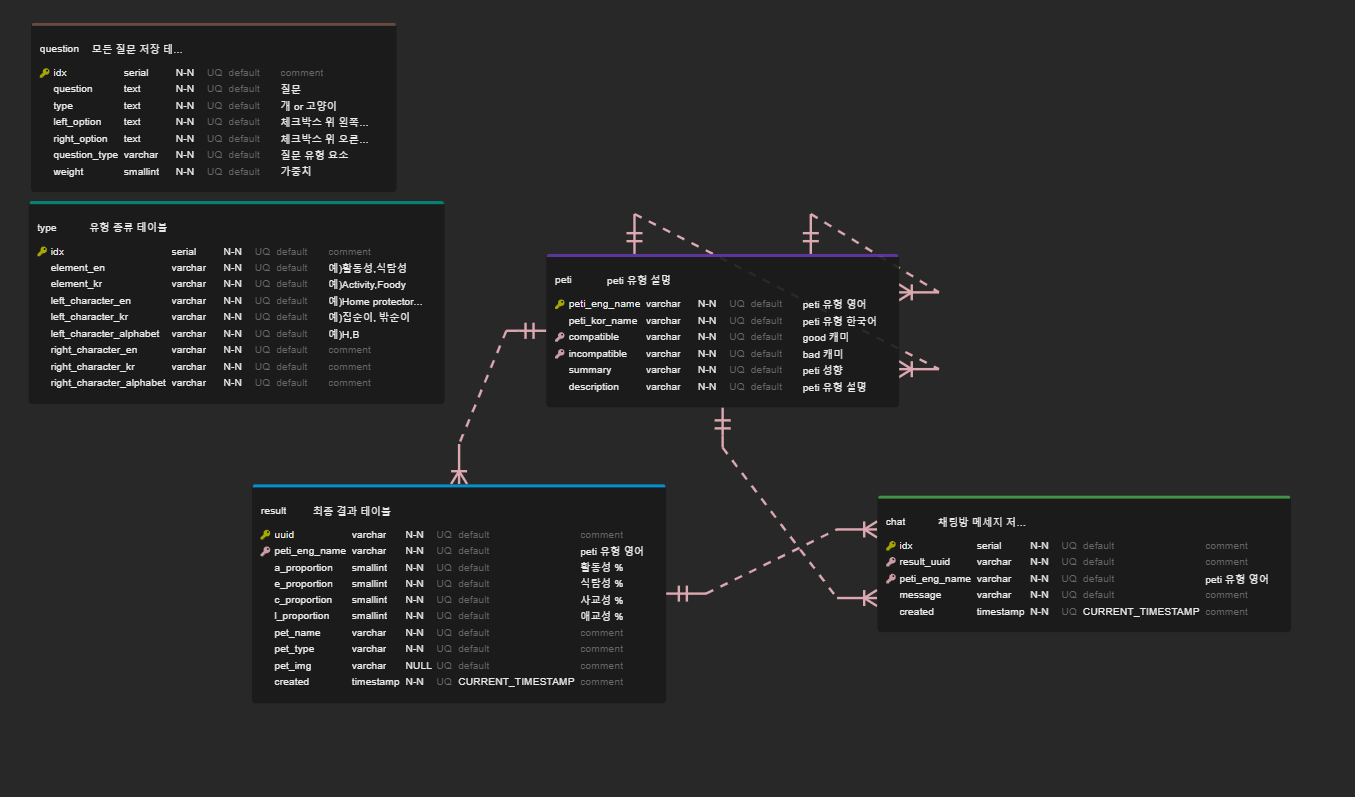 question 모든 질문 저장 테...
idx serial N-N UQ default comment
question text N-N UQ default 질문
type text N-N UQ default 개 or 고양이
left_option text N-N UQ default 체크박스 위 왼쪽...
right_option text N-N UQ default 체크박스 위 오른...
question_type varchar N-N UQ default 질문 유형 요소
weight smallint N-N UQ default 가중치
type 유형 종류 테이블
idx serial N-N UQ default comment
element_en varchar N-N UQ default 예)활동성,식탐성
element_kr varchar N-N UQ default 예)Activity,Foody
left_character_en varchar N-N UQ default 예)Home protector...
left_character_kr varchar N-N UQ default 예)집순이, 밖순이
left_character_alphabet varchar N-N UQ default 예)H,B
right_character_en varchar N-N UQ default comment
right_character_kr varchar N-N UQ default comment
right_character_alphabet varchar N-N UQ default comment
peti peti 유형 설명
peti_eng_name varchar N-N UQ default peti 유형 영어
peti_kor_name varchar N-N UQ default peti 유형 한국어
compatible varchar N-N UQ default good 캐미
incompatible varchar N-N UQ default bad 캐미
summary varchar N-N UQ default peti 성향
description varchar N-N UQ default peti 유형 설명
result 최종 결과 테이블
uuid varchar N-N UQ default comment
peti_eng_name varchar N-N UQ default peti 유형 영어
a_proportion smallint N-N UQ default 활동성 %
e_proportion smallint N-N UQ default 식탐성 %
c_proportion smallint N-N UQ default 사교성 %
l_proportion smallint N-N UQ default 애교성 %
pet_name varchar N-N UQ default comment
pet_type varchar N-N UQ default comment
pet_img varchar NULL UQ default comment
created timestamp N-N UQ CURRENT_TIMESTAMP comment
chat 채팅방 메세지 저...
idx serial N-N UQ default comment
result_uuid varchar N-N UQ default comment
peti_eng_name varchar N-N UQ default peti 유형 영어
message varchar N-N UQ default comment
created timestamp N-N UQ CURRENT_TIMESTAMP comment